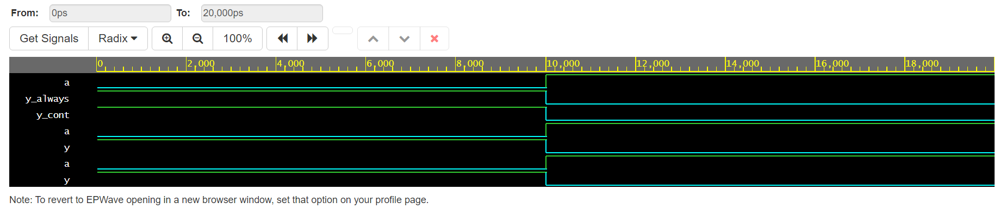 From: 0ps To: 20,000ps
Get Signals Radix 100%
0 2,000 4,000 6,000 8,000 10,000 12,000 14,000 16,000 18,000
a
y_always
y_cont
a
y
a
y
Note: To revert to EPWave opening in a new browser window, set that option on your profile page.